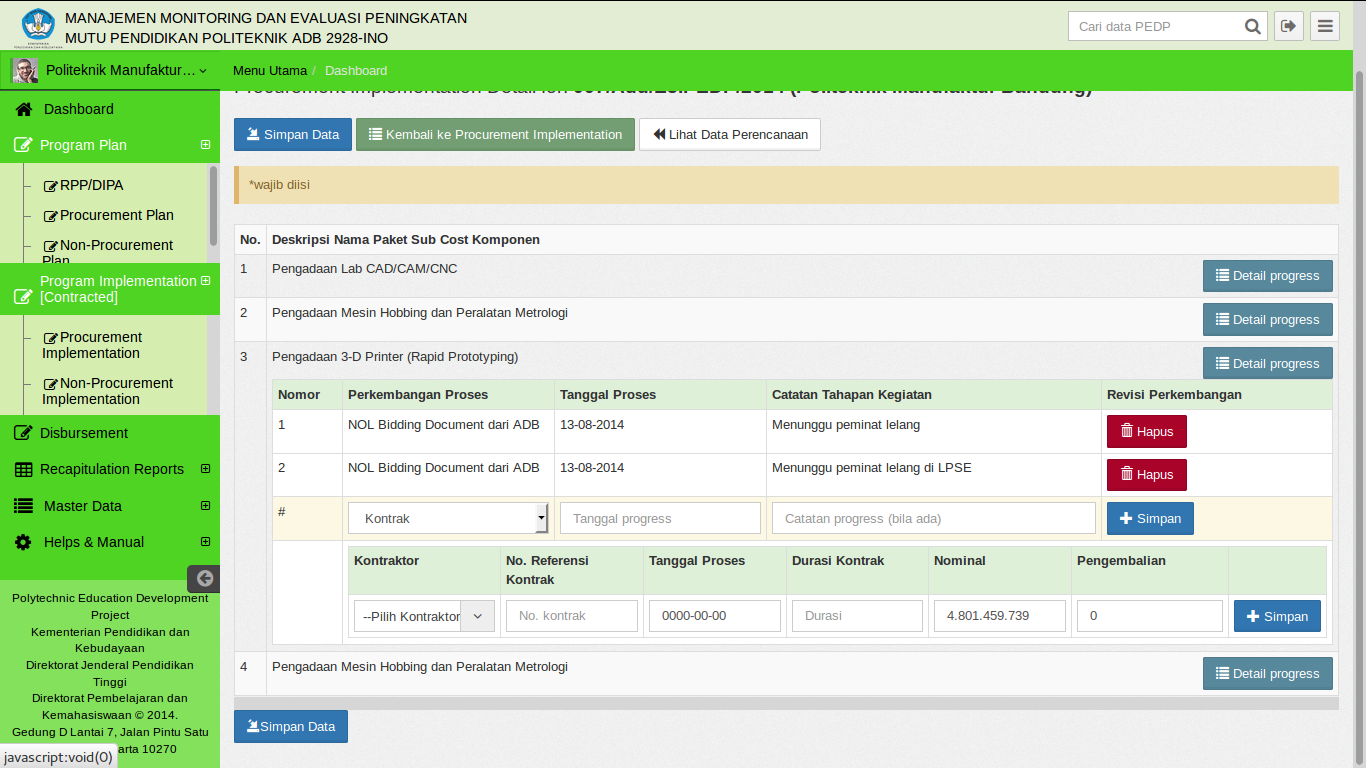 MANAJEMEN MONITORING DAN EVALUASI PENINGKATAN
MUTU PENDIDIKAN POLITEKNIK ADB 2928-INO
Cari data PEDP
Politeknik Manufaktur...
Menu Utama / Dashboard
Procurement Implementation Detail
(Politeknik Manufaktur Bandung)
Dashboard
Program Plan
RPP/DIPA
Procurement Plan
Non-Procurement
Plan
Program Implementation
[Contracted]
Procurement
Implementation
Non-Procurement
Implementation
Disbursement
Recapitulation Reports
Master Data
Helps & Manual
Polytechnic Education Development
Project
Kementerian Pendidikan dan
Kebudayaan
Direktorat Jenderal Pendidikan
Tinggi
Direktorat Pembelajaran dan
Kemahasiswaan © 2014.
Gedung D Lantai 7, Jalan Pintu Satu
arta 10270
javascript:void(0)
Simpan Data
Kembali ke Procurement Implementation
Lihat Data Perencanaan
*wajib diisi
No. Deskripsi Nama Paket Sub Cost Komponen
1 Pengadaan Lab CAD/CAM/CNC Detail progress
2 Pengadaan Mesin Hobbing dan Peralatan Metrologi Detail progress
3 Pengadaan 3-D Printer (Rapid Prototyping) Detail progress
Nomor Perkembangan Proses Tanggal Proses Catatan Tahapan Kegiatan Revisi Perkembangan
1 NOL Bidding Document dari ADB 13-08-2014 Menunggu peminat lelang Hapus
2 NOL Bidding Document dari ADB 13-08-2014 Menunggu peminat lelang di LPSE Hapus
# Kontrak Tanggal progress Catatan progress (bila ada) Simpan
Kontraktor No. Referensi Kontrak Tanggal Proses Durasi Kontrak Nominal Pengembalian
--Pilih Kontraktor No. kontrak 0000-00-00 Durasi 4.801.459.739 0 Simpan
4 Pengadaan Mesin Hobbing dan Peralatan Metrologi Detail progress
Simpan Data